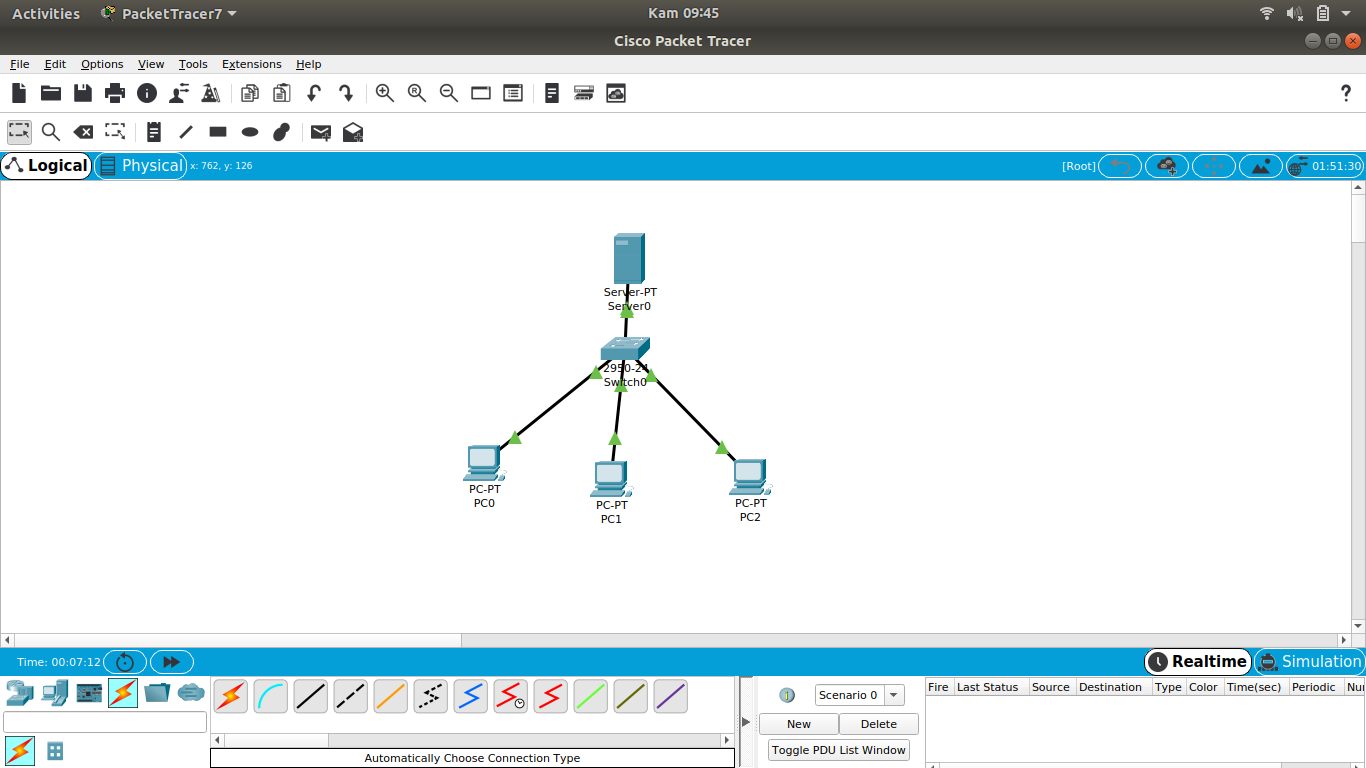 Activities PacketTracer7 Kam 09:45
Cisco Packet Tracer
File Edit Options View Tools Extensions Help
Logical Physical x: 762, y: 126 [Root] 01:51:30
Server-PT
Server0
2950-24
Switch0
PC-PT
PC0
PC-PT
PC1
PC-PT
PC2
Time: 00:07:12 Realtime Simulation
Scenario 0
New Delete
Toggle PDU List Window
Fire Last Status Source Destination Type Color Time(sec) Periodic Nur
Automatically Choose Connection Type